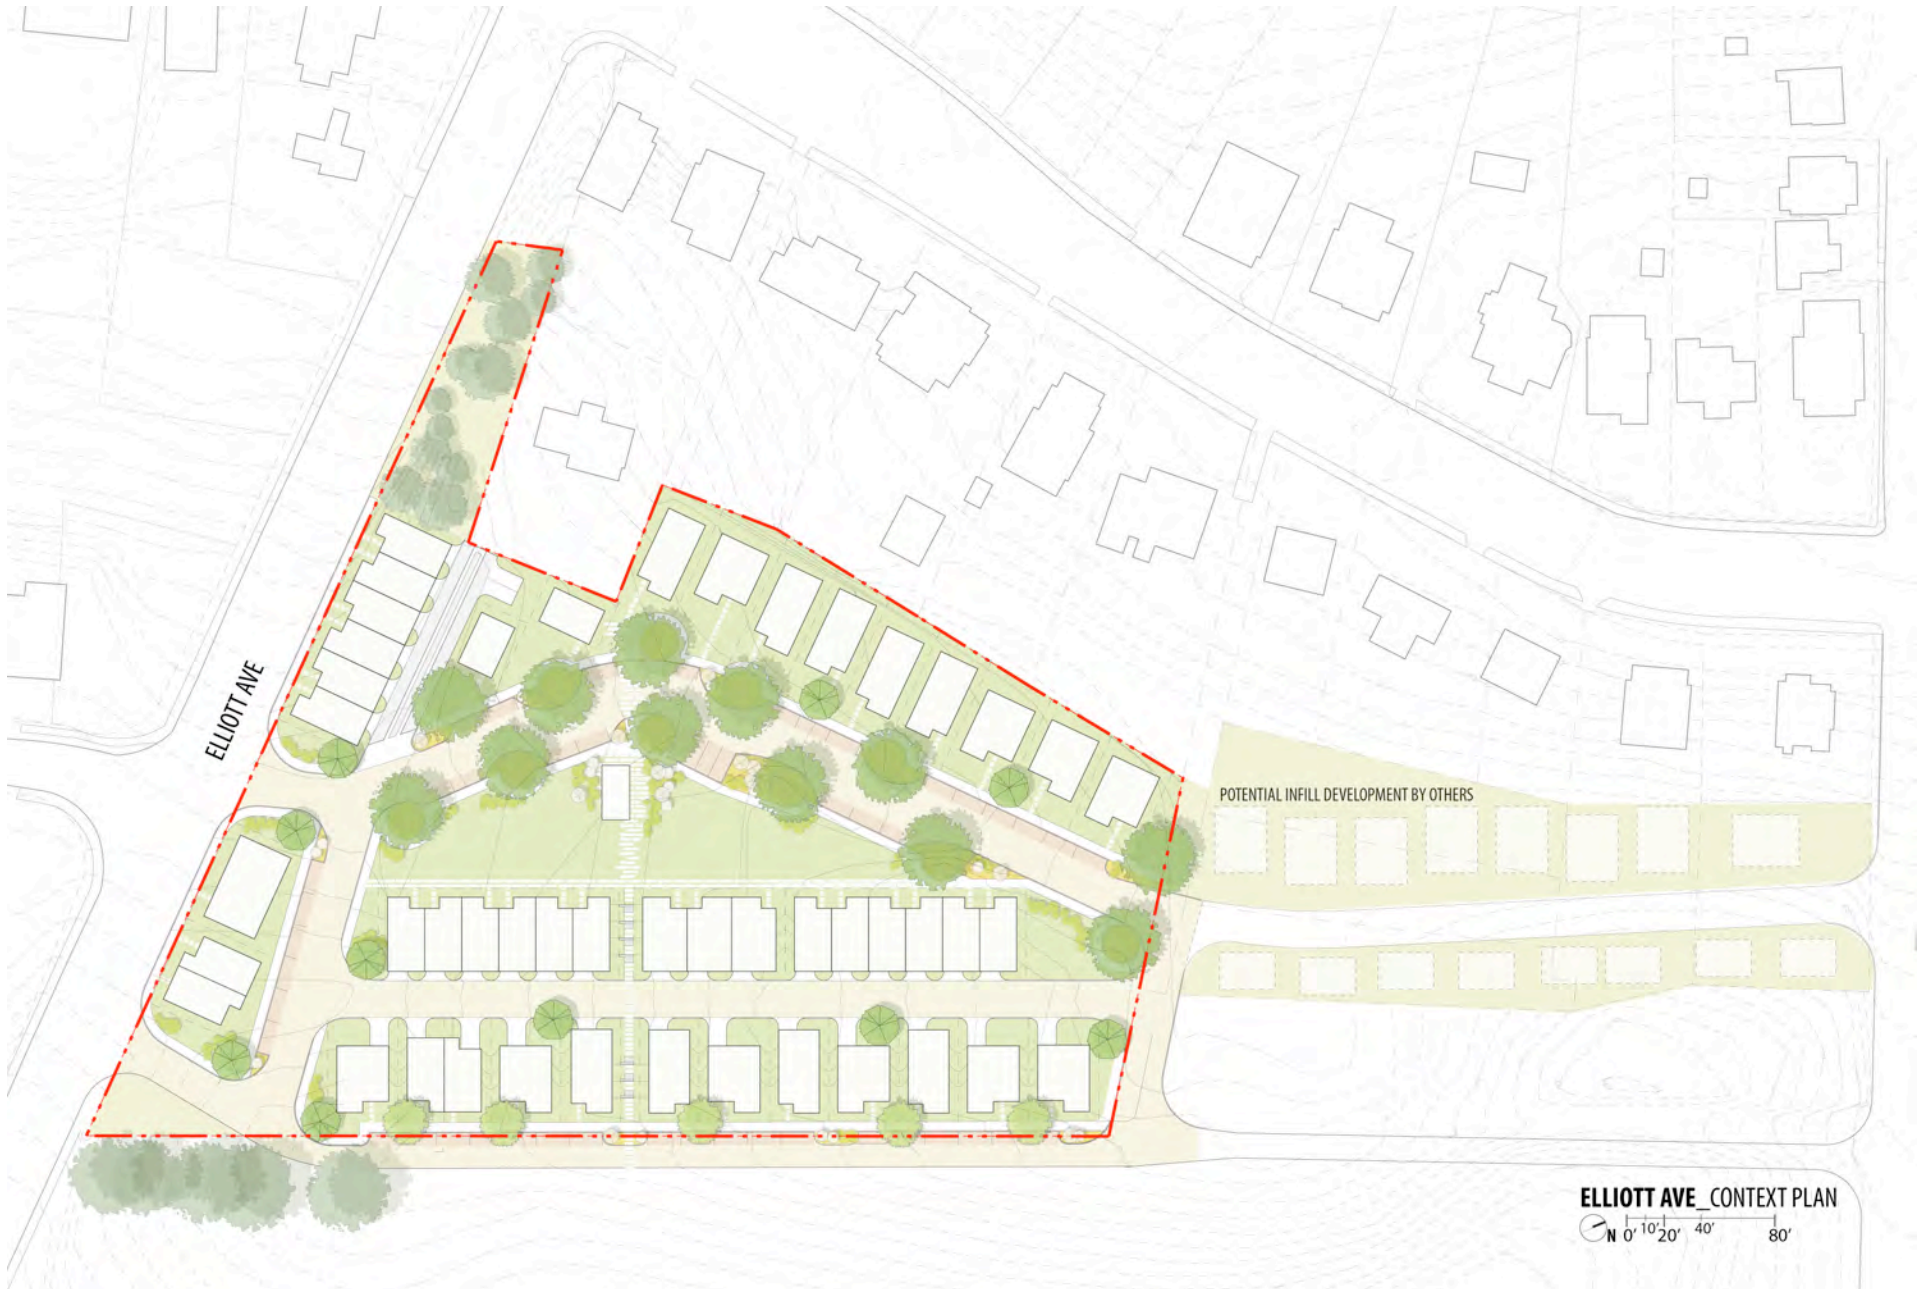 ELLIOTT AVE
POTENTIAL INFILL DEVELOPMENT BY OTHERS
ELLIOTT AVE_CONTEXT PLAN
N 0' 10' 20' 40' 80'